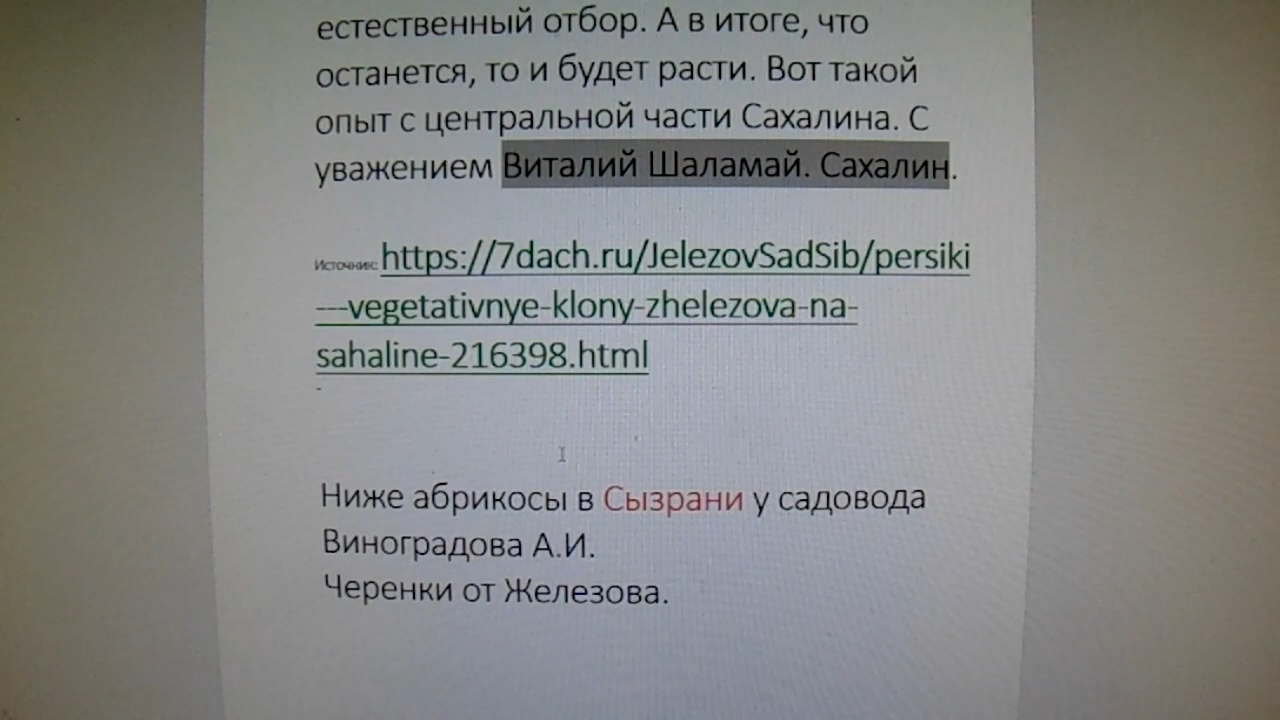 естественный отбор. А в итоге, что
останется, то и будет расти. Вот такой
опыт с центральной части Сахалина. С
уважением Виталий Шаламай. Сахалин.
Источник: https://7dach.ru/JelezovSadSib/persiki
---vegetativnye-klony-zhelezova-na-
sahaline-216398.html
Ниже абрикосы в Сызрани у садовода
Виноградова А.И.
Черенки от Железова.